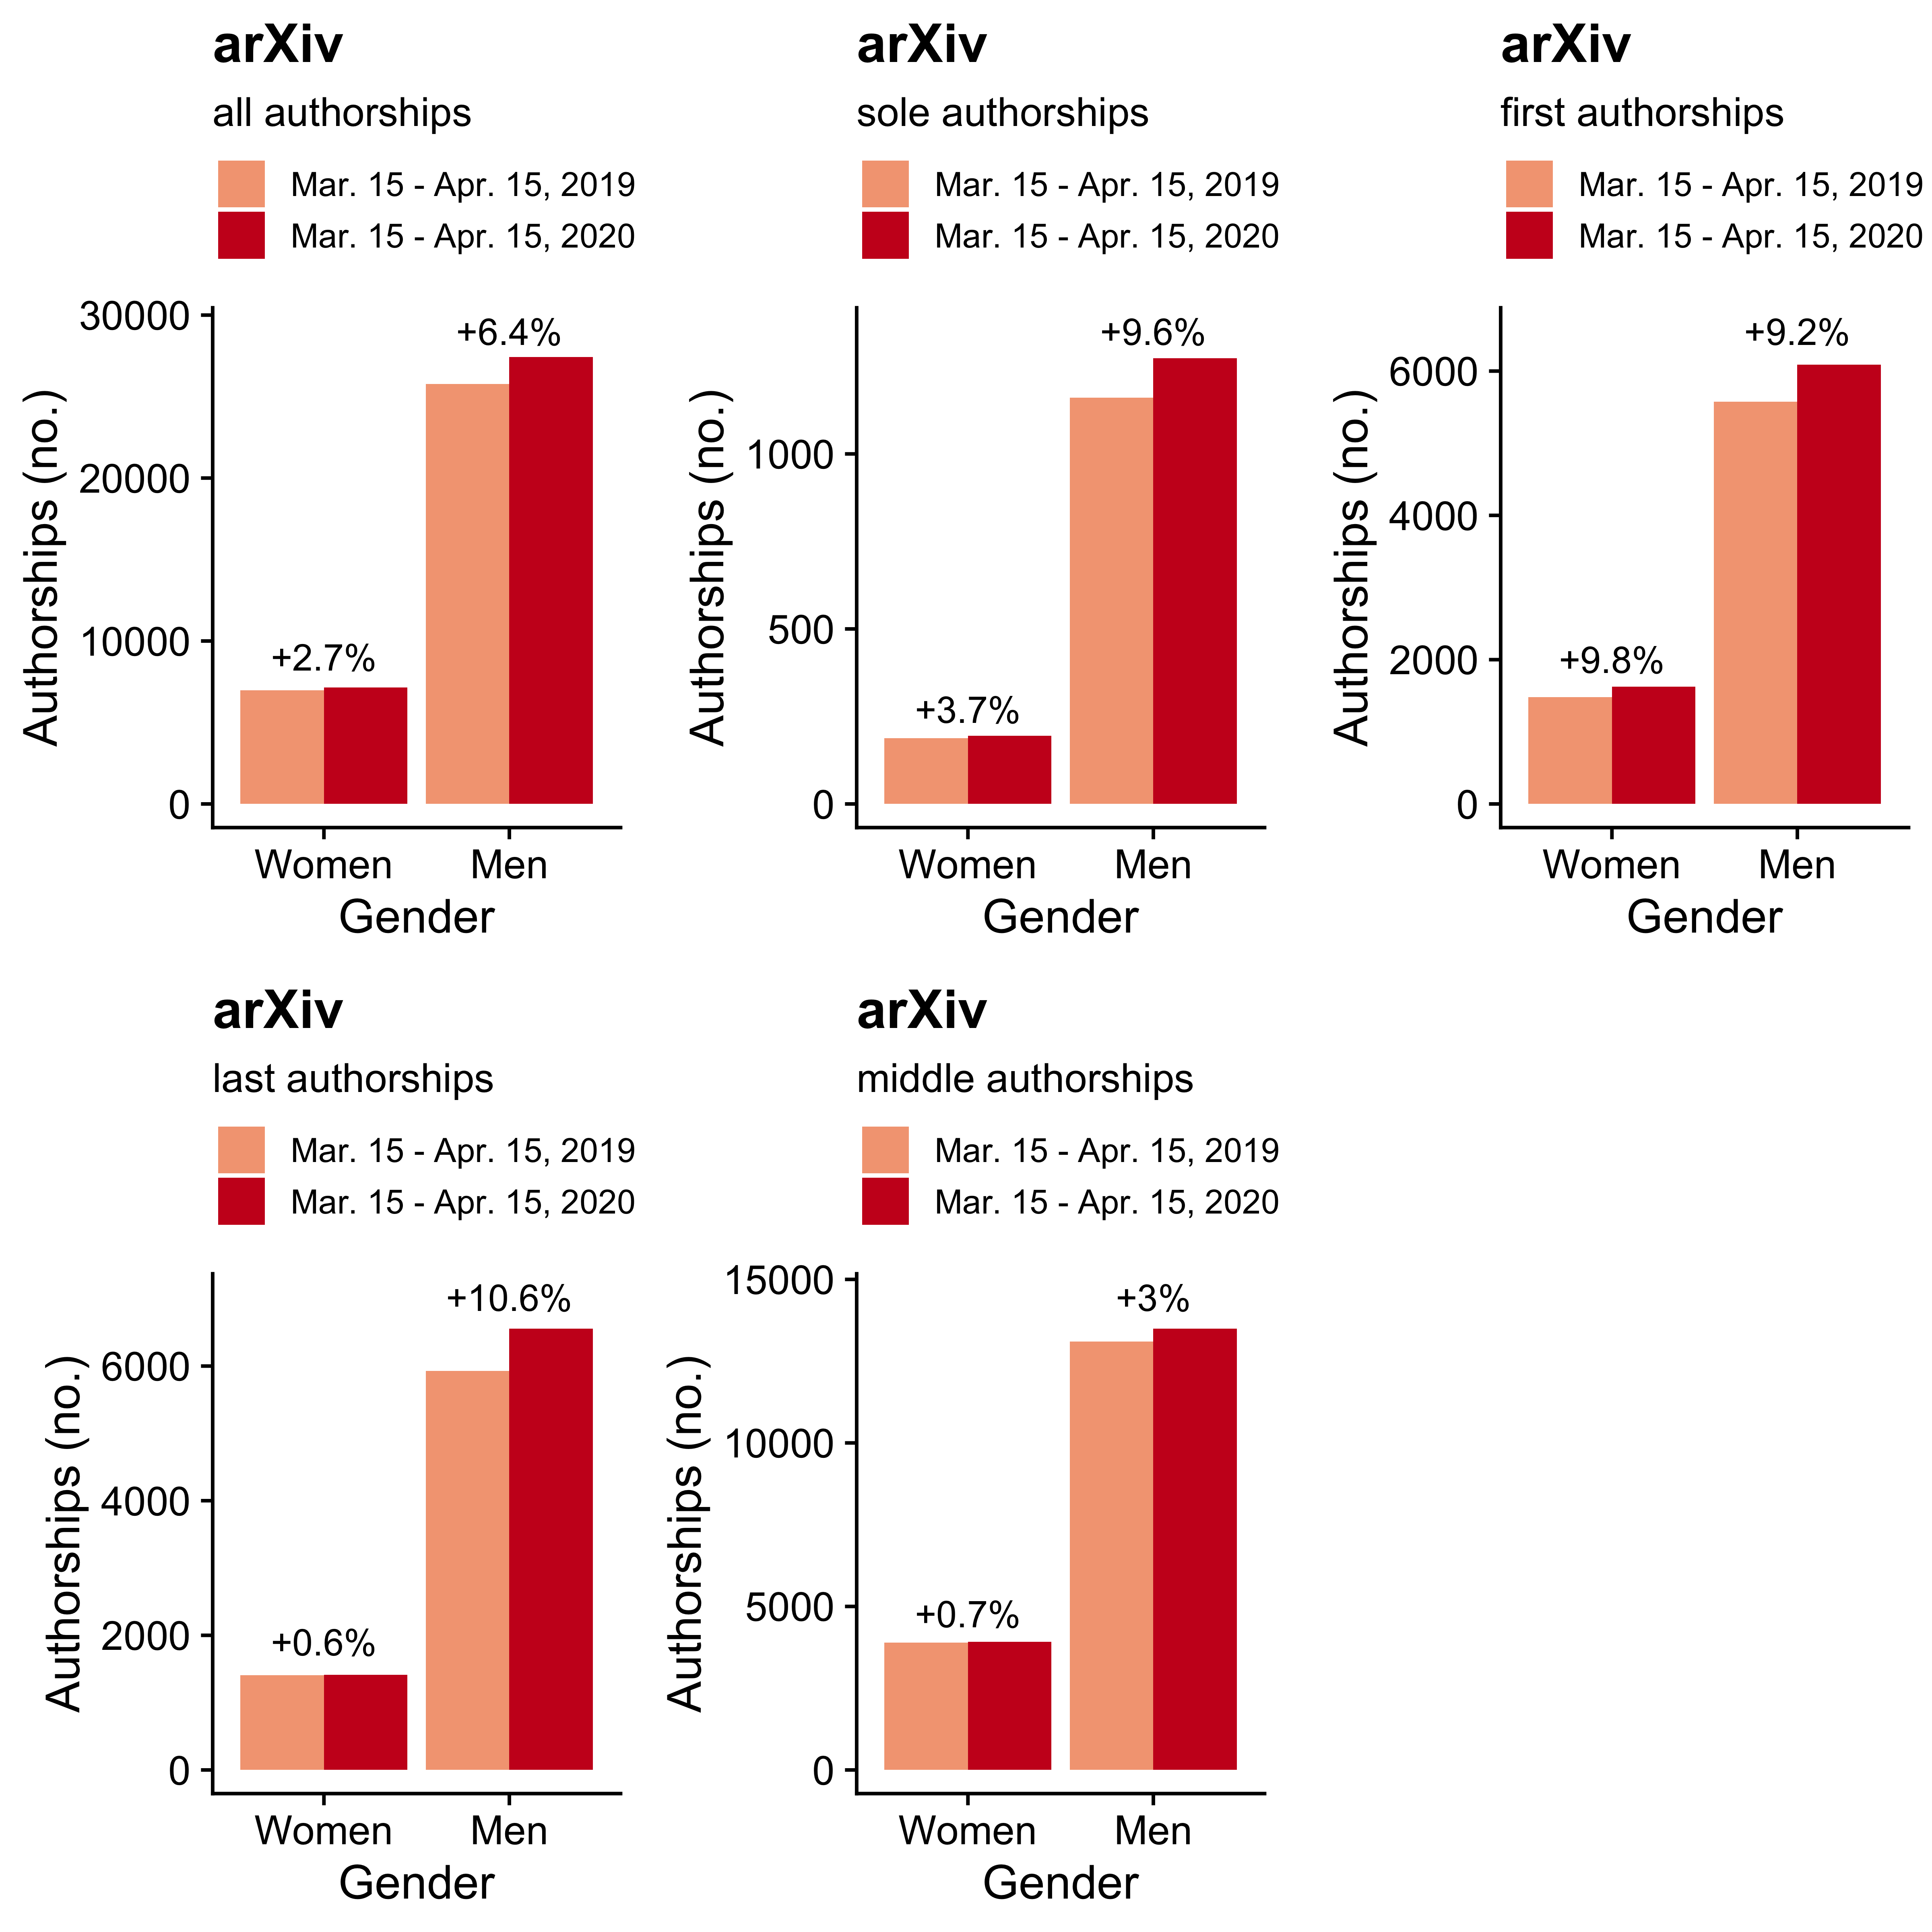 arXiv
all authorships
Mar. 15 - Apr. 15, 2019
Mar. 15 - Apr. 15, 2020
Authorships (no.)
30000
20000
10000
0
+2.7%
+6.4%
Women
Men
Gender
arXiv
sole authorships
Mar. 15 - Apr. 15, 2019
Mar. 15 - Apr. 15, 2020
Authorships (no.)
1000
500
0
+3.7%
+9.6%
Women
Men
Gender
arXiv
first authorships
Mar. 15 - Apr. 15, 2019
Mar. 15 - Apr. 15, 2020
Authorships (no.)
6000
4000
2000
0
+9.8%
+9.2%
Women
Men
Gender
arXiv
last authorships
Mar. 15 - Apr. 15, 2019
Mar. 15 - Apr. 15, 2020
Authorships (no.)
6000
4000
2000
0
+0.6%
+10.6%
Women
Men
Gender
arXiv
middle authorships
Mar. 15 - Apr. 15, 2019
Mar. 15 - Apr. 15, 2020
Authorships (no.)
15000
10000
5000
0
+0.7%
+3%
Women
Men
Gender